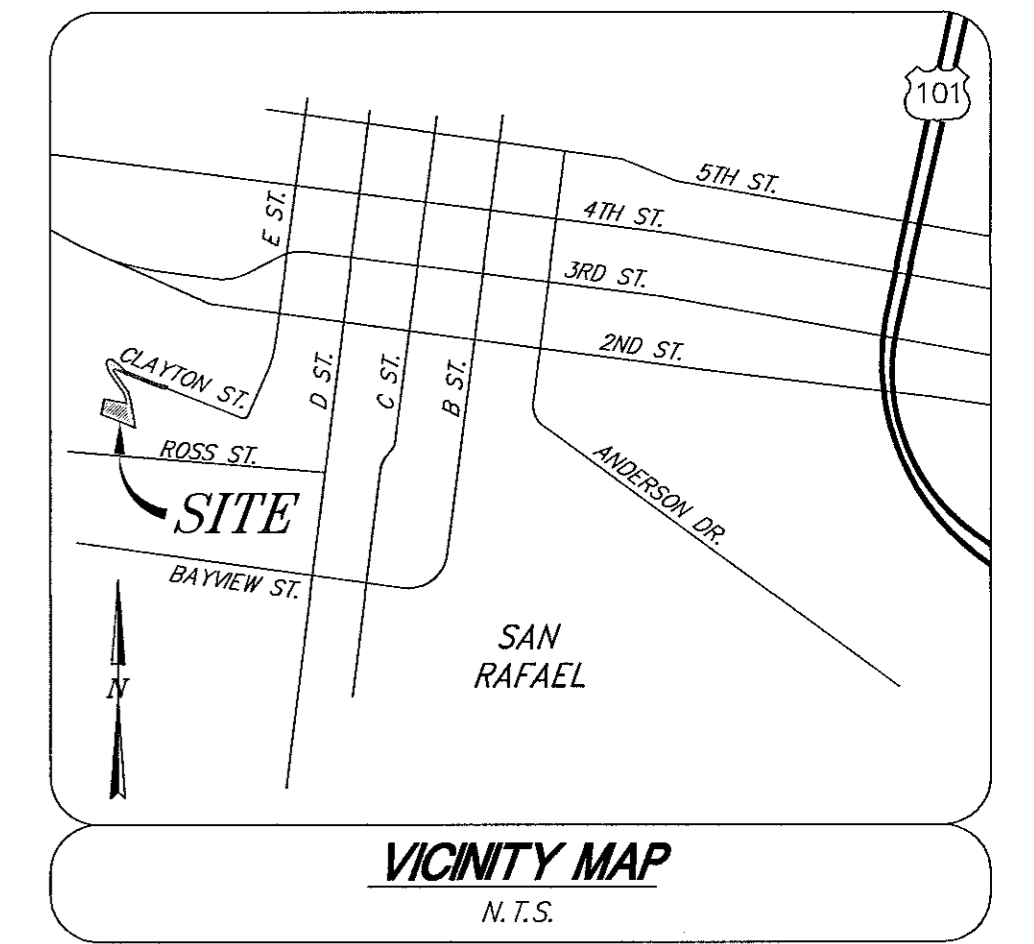 101
5TH ST.
4TH ST.
E ST.
3RD ST.
2ND ST.
CLAYTON ST.
D ST.
C ST.
B ST.
ROSS ST.
ANDERSON DR.
SITE
BAYVIEW ST.
SAN
RAFAEL
N
VICINITY MAP
N.T.S.